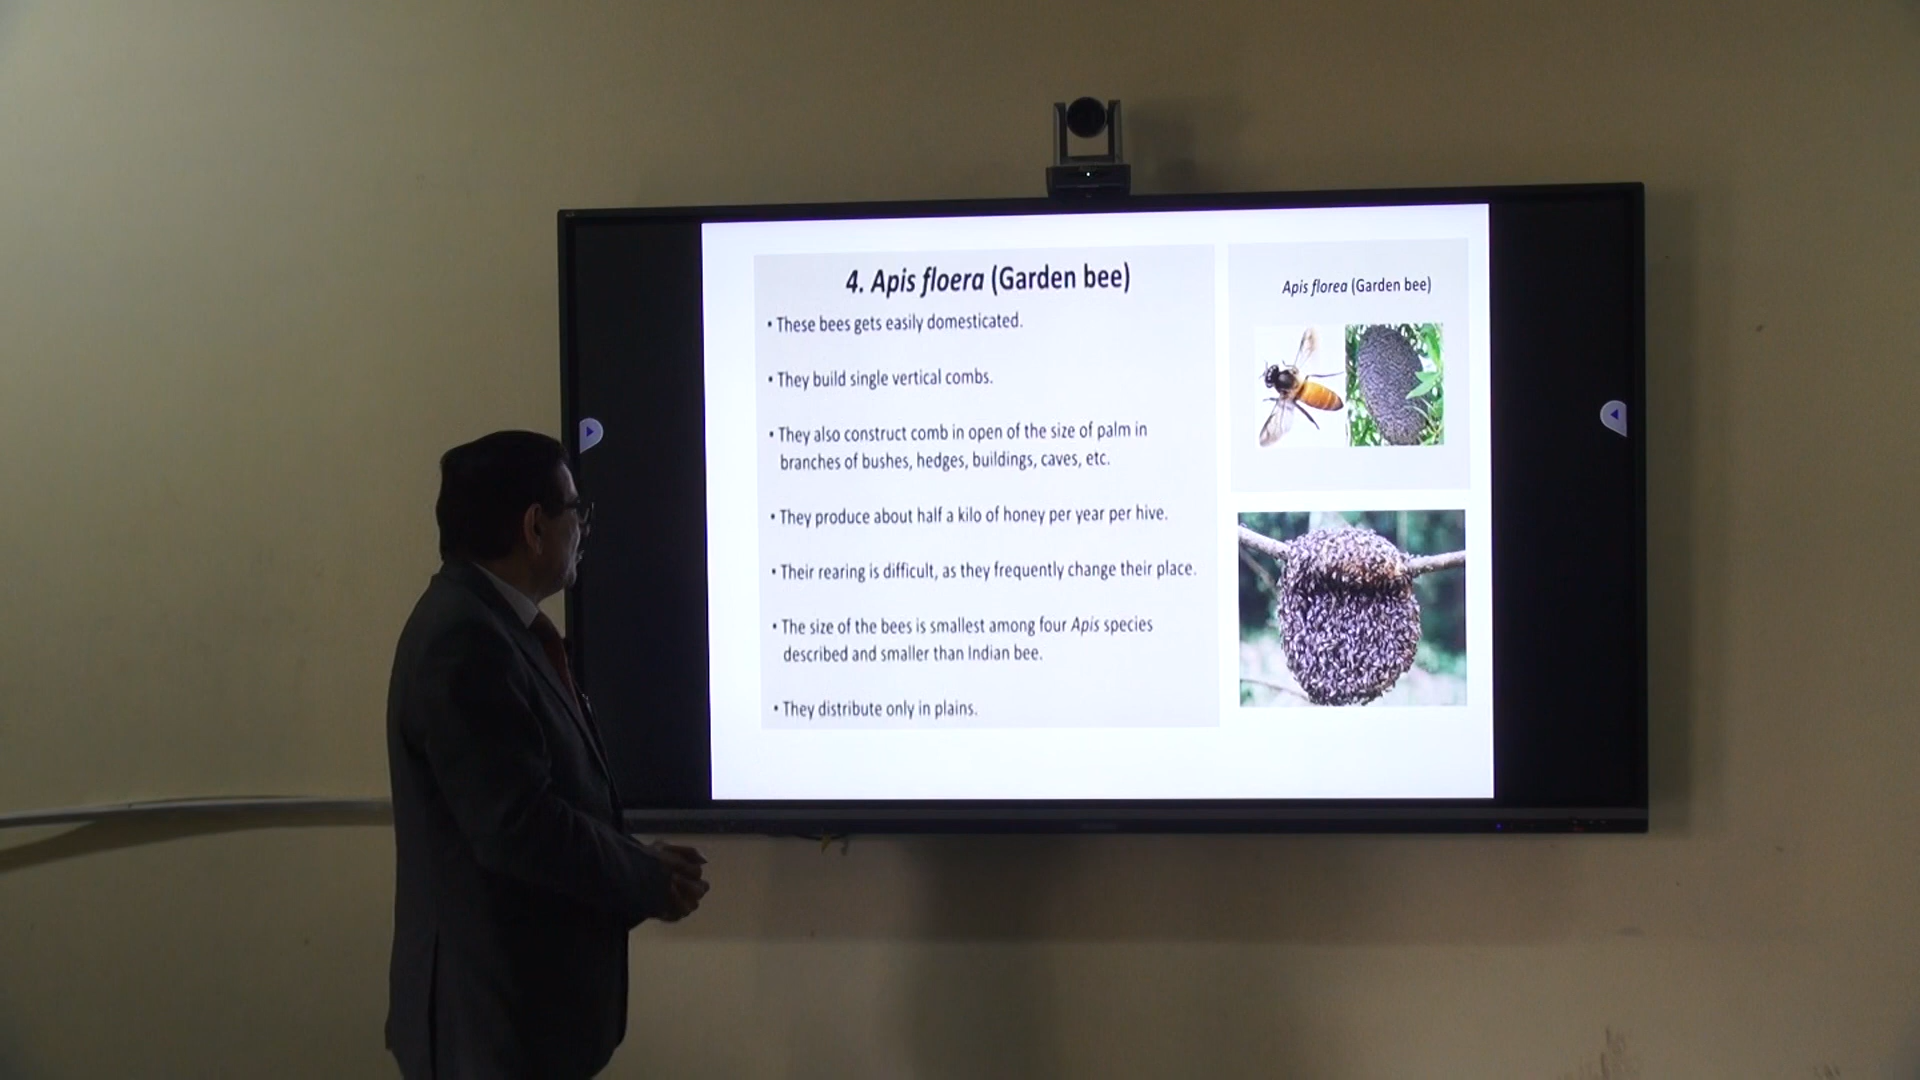 4. Apis floera (Garden bee)
• These bees gets easily domesticated.
• They build single vertical combs.
• They also construct comb in open of the size of palm in
branches of bushes, hedges, buildings, caves, etc.
• They produce about half a kilo of honey per year per hive.
• Their rearing is difficult, as they frequently change their place.
• The size of the bees is smallest among four Apis species
described and smaller than Indian bee.
• They distribute only in plains.
Apis florea (Garden bee)